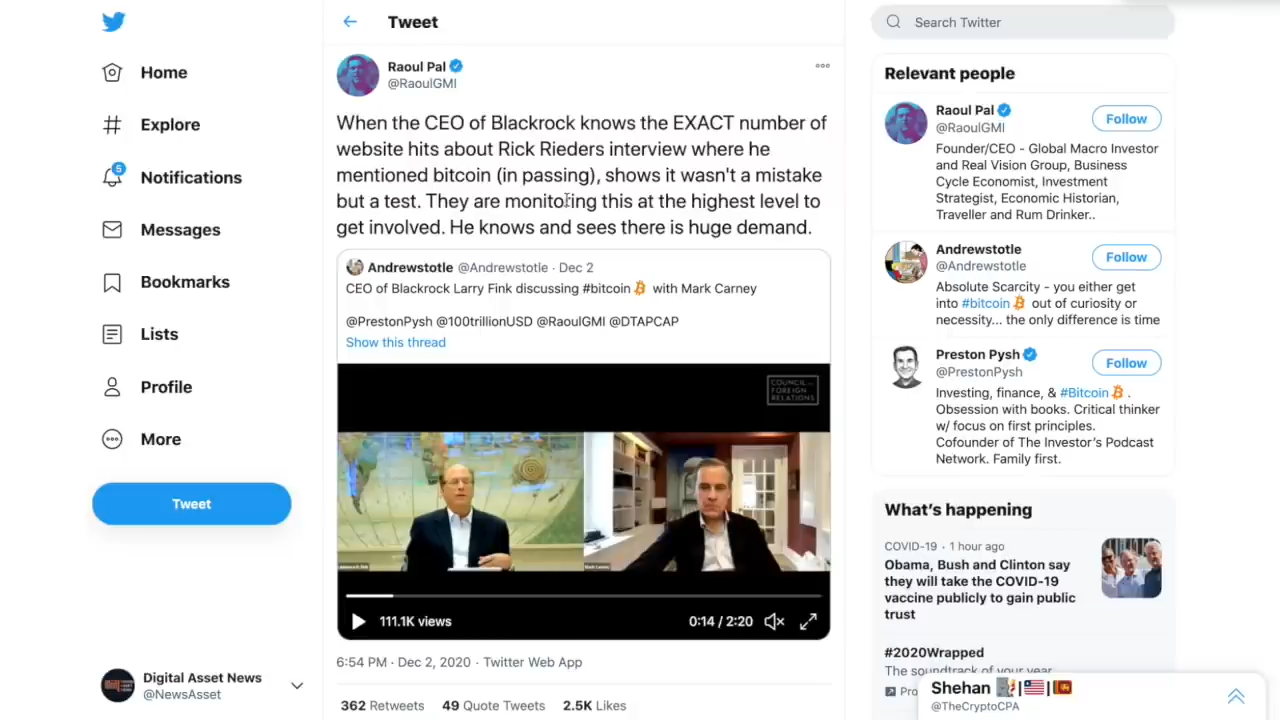 Home
Explore
5
Notifications
Messages
Bookmarks
Lists
Profile
More
Tweet
Digital Asset News
@NewsAsset
Tweet
Raoul Pal
@RaoulGMI
When the CEO of Blackrock knows the EXACT number of
website hits about Rick Rieders interview where he
mentioned bitcoin (in passing), shows it wasn't a mistake
but a test. They are monitoring this at the highest level to
get involved. He knows and sees there is huge demand.
Andrewstotle @Andrewstotle · Dec 2
CEO of Blackrock Larry Fink discussing #bitcoin with Mark Carney
@PrestonPysh @100trillionUSD @RaoulGMI @DTAPCAP
Show this thread
COUNCIL on
FOREIGN
RELATIONS
Mark Carney
111.1K views
0:14 / 2:20
6:54 PM · Dec 2, 2020 · Twitter Web App
362 Retweets 49 Quote Tweets 2.5K Likes
Search Twitter
Relevant people
Raoul Pal
@RaoulGMI
Follow
Founder/CEO - Global Macro Investor
and Real Vision Group, Business
Cycle Economist, Investment
Strategist, Economic Historian,
Traveller and Rum Drinker..
Andrewstotle
@Andrewstotle
Follow
Absolute Scarcity - you either get
into #bitcoin out of curiosity or
necessity... the only difference is time
Preston Pysh
@PrestonPysh
Follow
Investing, finance, & #Bitcoin .
Obsession with books. Critical thinker
w/ focus on first principles.
Cofounder of The Investor's Podcast
Network. Family first.
What's happening
COVID-19 · 1 hour ago
Obama, Bush and Clinton say
they will take the COVID-19
vaccine publicly to gain public
trust
#2020Wrapped
The soundtrack of your year
Pro
Shehan
@TheCryptoCPA